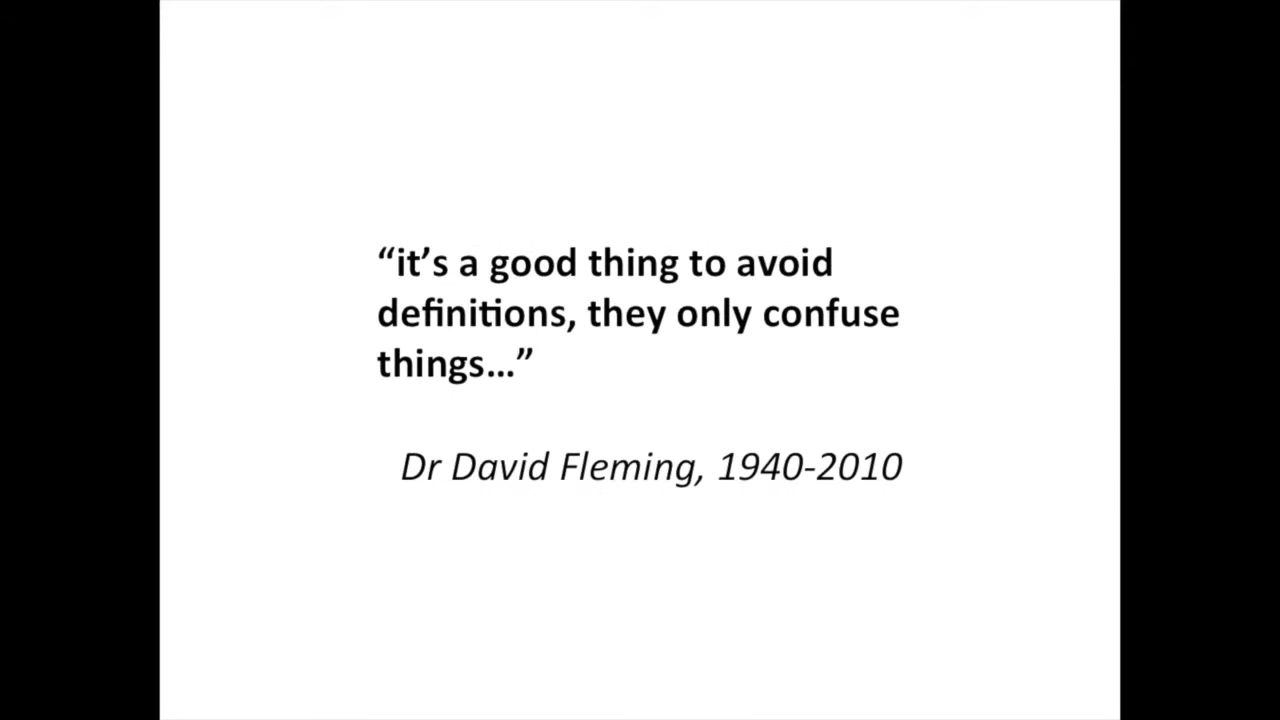 “it’s a good thing to avoid
definitions, they only confuse
things…”
Dr David Fleming, 1940-2010